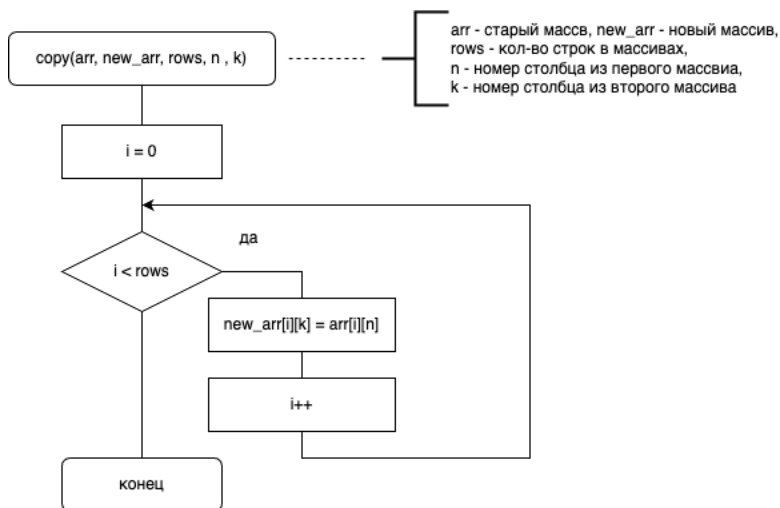 copy(arr, new_arr, rows, n , k)
arr - старый массв, new_arr - новый массив,
rows - кол-во строк в массивах,
n - номер столбца из первого массвиа,
k - номер столбца из второго массива
i = 0
да
i < rows
new_arr[i][k] = arr[i][n]
i++
конец